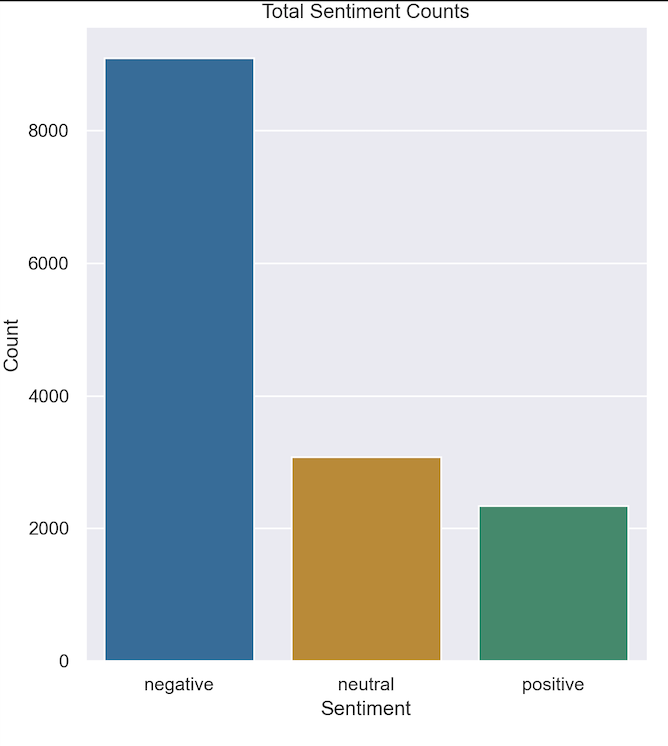 Total Sentiment Counts
Count
8000
6000
4000
2000
0
negative neutral positive
Sentiment